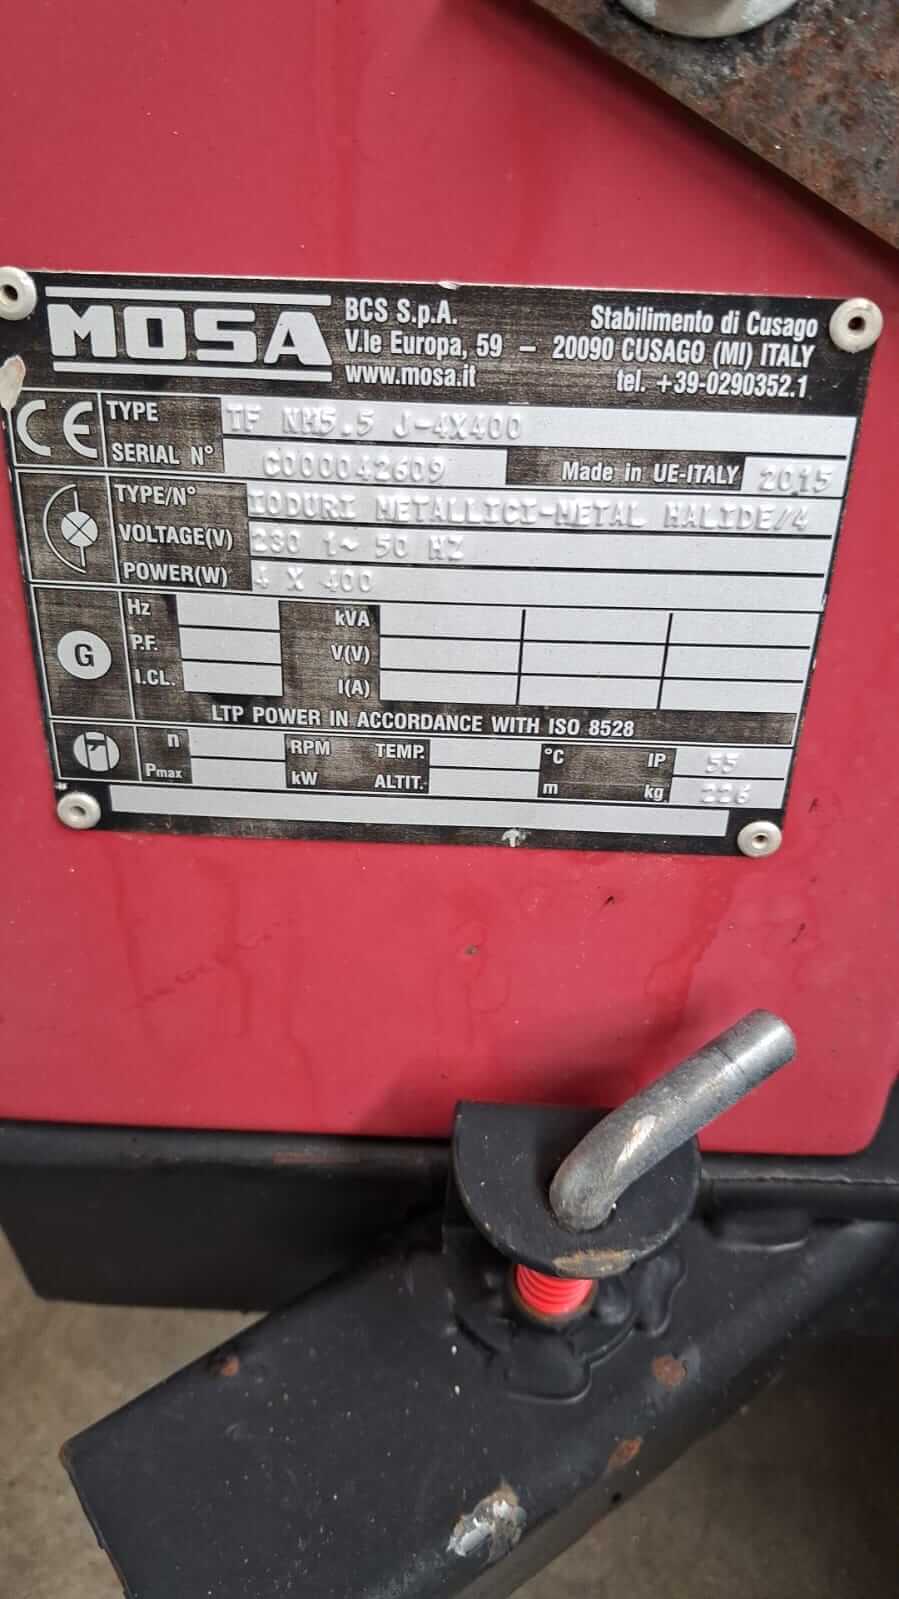 MOSA
BCS S.p.A.
V.le Europa, 59 – 20090 CUSAGO (MI) ITALY
www.mosa.it
Stabilimento di Cusago
tel. +39-0290352.1
CE
TYPE TF NM5.5 J-4X400
SERIAL N° C000042609 Made in UE-ITALY 2015
TYPE/N° IODURI METALLICI-METAL HALIDE/4
VOLTAGE(V) 230 1~ 50 HZ
POWER(W) 4 X 400
G
Hz kVA
P.F. V(V)
I.CL. I(A)
LTP POWER IN ACCORDANCE WITH ISO 8528
n RPM TEMP. °C IP 55
Pmax kW ALTIT. m kg 226